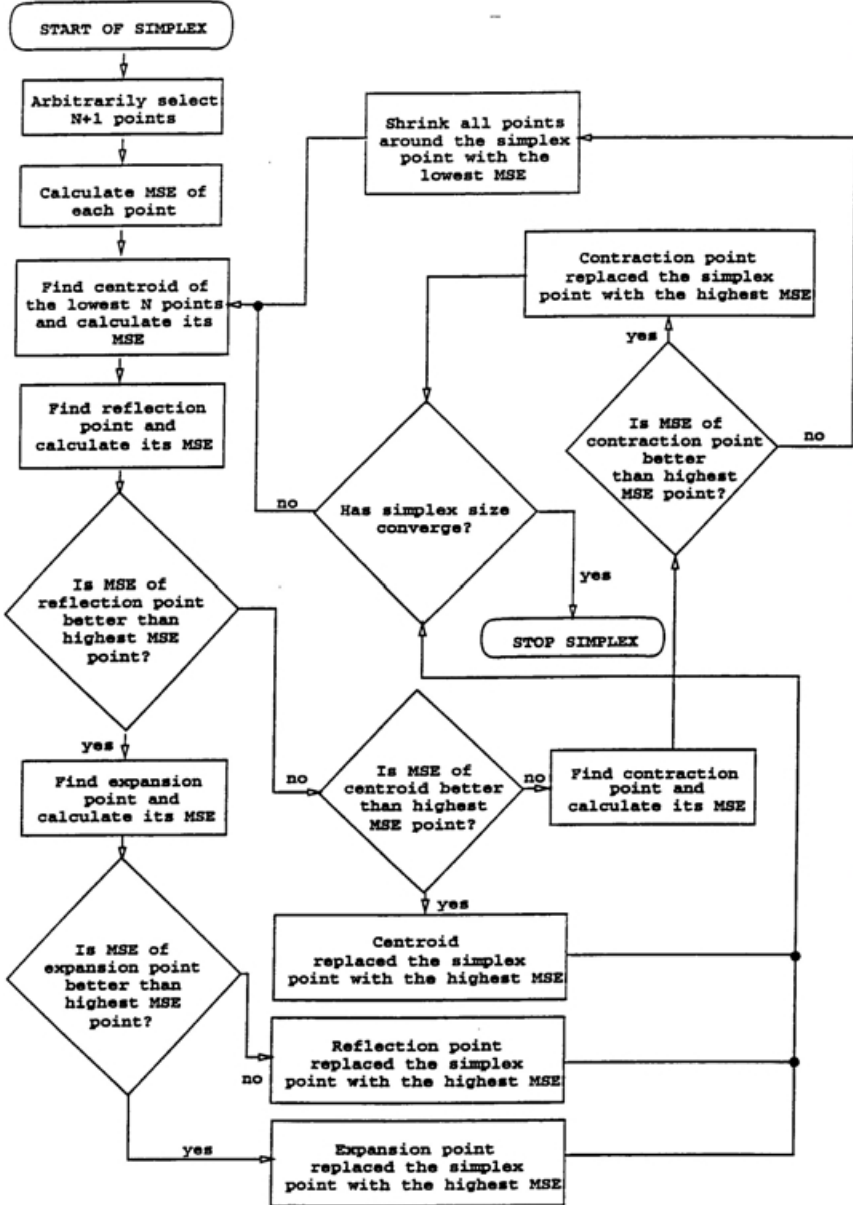 START OF SIMPLEX
Arbitrarily select
N+1 points
Calculate MSE of
each point
Find centroid of
the lowest N points
and calculate its
MSE
Find reflection
point and
calculate its MSE
Is MSE of
reflection point
better than
highest MSE
point?
yes
no
Find expansion
point and
calculate its MSE
Is MSE of
expansion point
better than
highest MSE
point?
no
yes
Shrink all points
around the simplex
point with the
lowest MSE
Contraction point
replaced the simplex
point with the highest MSE
yes
Is MSE of
contraction point
better
than highest
MSE point?
no
Has simplex size
converge?
no
yes
STOP SIMPLEX
Is MSE of
centroid better
than highest
MSE point?
no
yes
Find contraction
point and
calculate its MSE
Centroid
replaced the simplex
point with the highest MSE
Reflection point
replaced the simplex
point with the highest MSE
Expansion point
replaced the simplex
point with the highest MSE